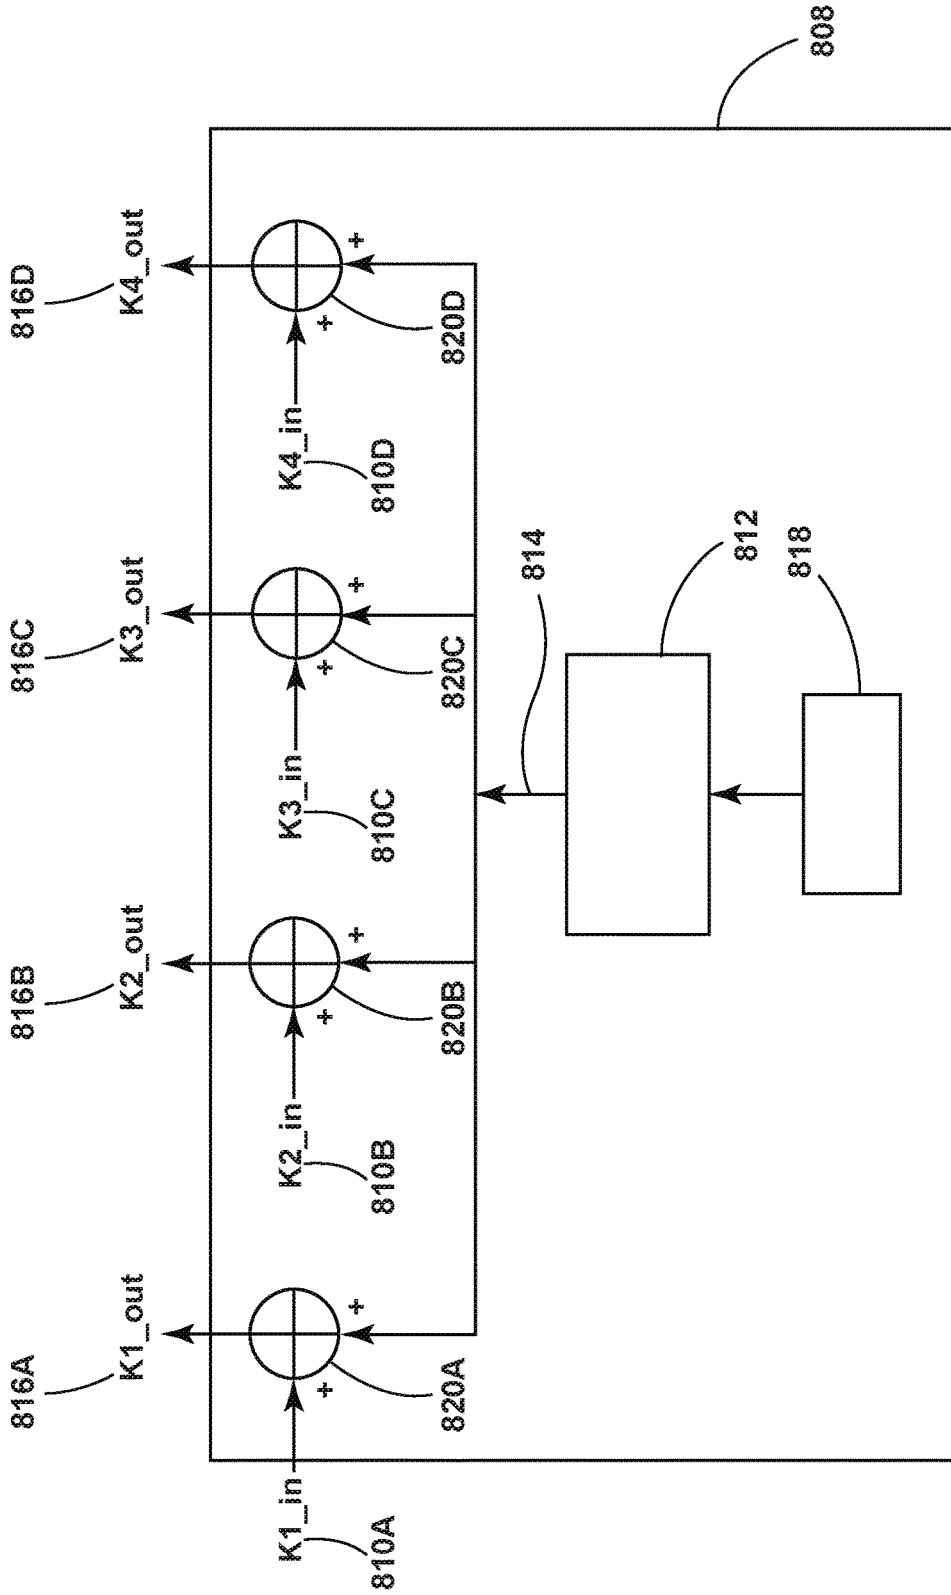 816A
K1_out
816B
K2_out
816C
K3_out
816D
K4_out
K1_in
+
+
K2_in
+
+
K3_in
+
+
K4_in
+
+
810A
820A
810B
820B
810C
820C
810D
820D
814
812
818
808